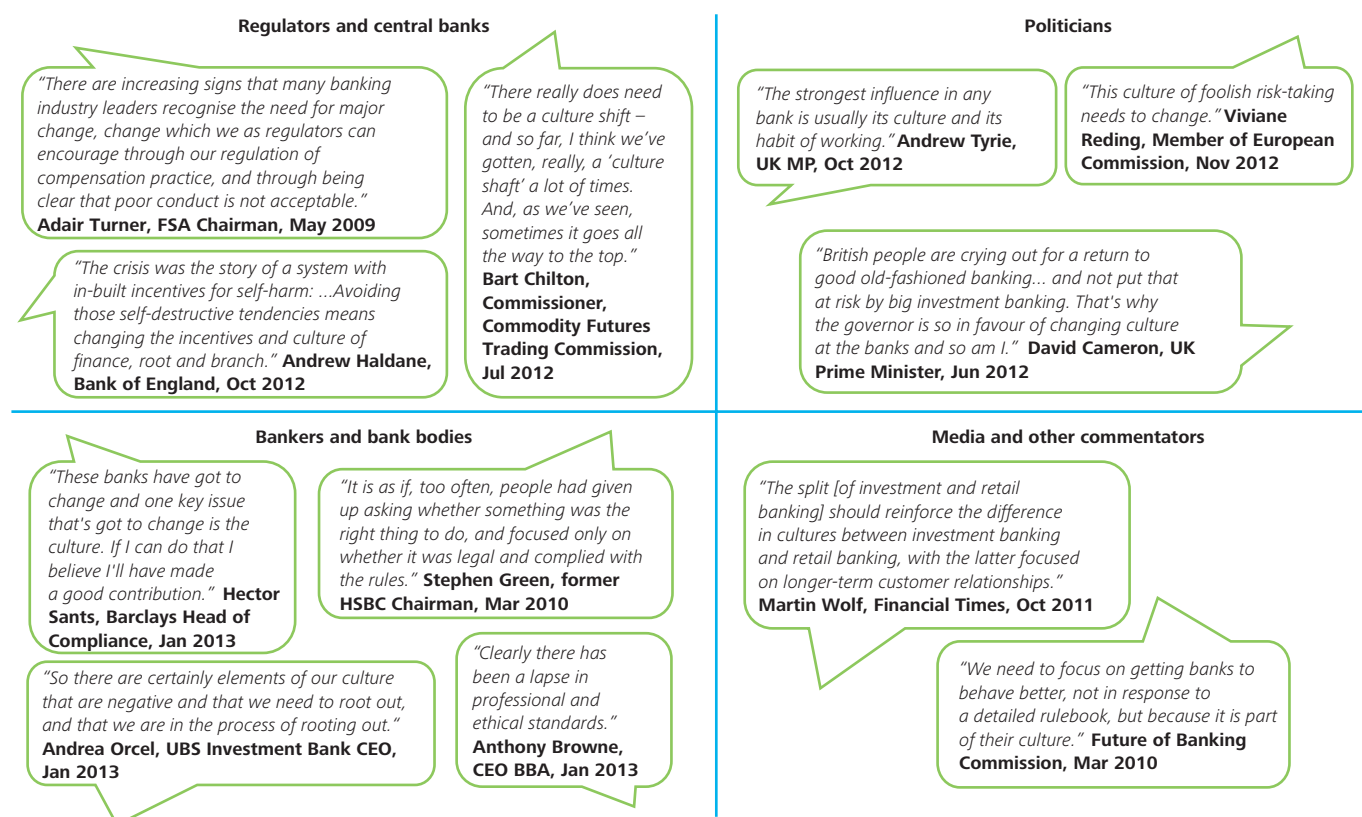 Regulators and central banks
“There are increasing signs that many banking
industry leaders recognise the need for major
change, change which we as regulators can
encourage through our regulation of
compensation practice, and through being
clear that poor conduct is not acceptable.”
Adair Turner, FSA Chairman, May 2009
“There really does need
to be a culture shift –
and so far, I think we’ve
gotten, really, a ‘culture
shaft’ a lot of times.
And, as we’ve seen,
sometimes it goes all
the way to the top.”
Bart Chilton,
Commissioner,
Commodity Futures
Trading Commission,
Jul 2012
“The crisis was the story of a system with
in-built incentives for self-harm: ...Avoiding
those self-destructive tendencies means
changing the incentives and culture of
finance, root and branch.” Andrew Haldane,
Bank of England, Oct 2012
Politicians
“The strongest influence in any
bank is usually its culture and its
habit of working.” Andrew Tyrie,
UK MP, Oct 2012
“This culture of foolish risk-taking
needs to change.” Viviane
Reding, Member of European
Commission, Nov 2012
“British people are crying out for a return to
good old-fashioned banking... and not put that
at risk by big investment banking. That's why
the governor is so in favour of changing culture
at the banks and so am I.” David Cameron, UK
Prime Minister, Jun 2012
Bankers and bank bodies
“These banks have got to
change and one key issue
that's got to change is the
culture. If I can do that I
believe I'll have made
a good contribution.” Hector
Sants, Barclays Head of
Compliance, Jan 2013
“It is as if, too often, people had given
up asking whether something was the
right thing to do, and focused only on
whether it was legal and complied with
the rules.” Stephen Green, former
HSBC Chairman, Mar 2010
“So there are certainly elements of our culture
that are negative and that we need to root out,
and that we are in the process of rooting out.“
Andrea Orcel, UBS Investment Bank CEO,
Jan 2013
“Clearly there has
been a lapse in
professional and
ethical standards.”
Anthony Browne,
CEO BBA, Jan 2013
Media and other commentators
“The split [of investment and retail
banking] should reinforce the difference
in cultures between investment banking
and retail banking, with the latter focused
on longer-term customer relationships.”
Martin Wolf, Financial Times, Oct 2011
“We need to focus on getting banks to
behave better, not in response to
a detailed rulebook, but because it is part
of their culture.” Future of Banking
Commission, Mar 2010